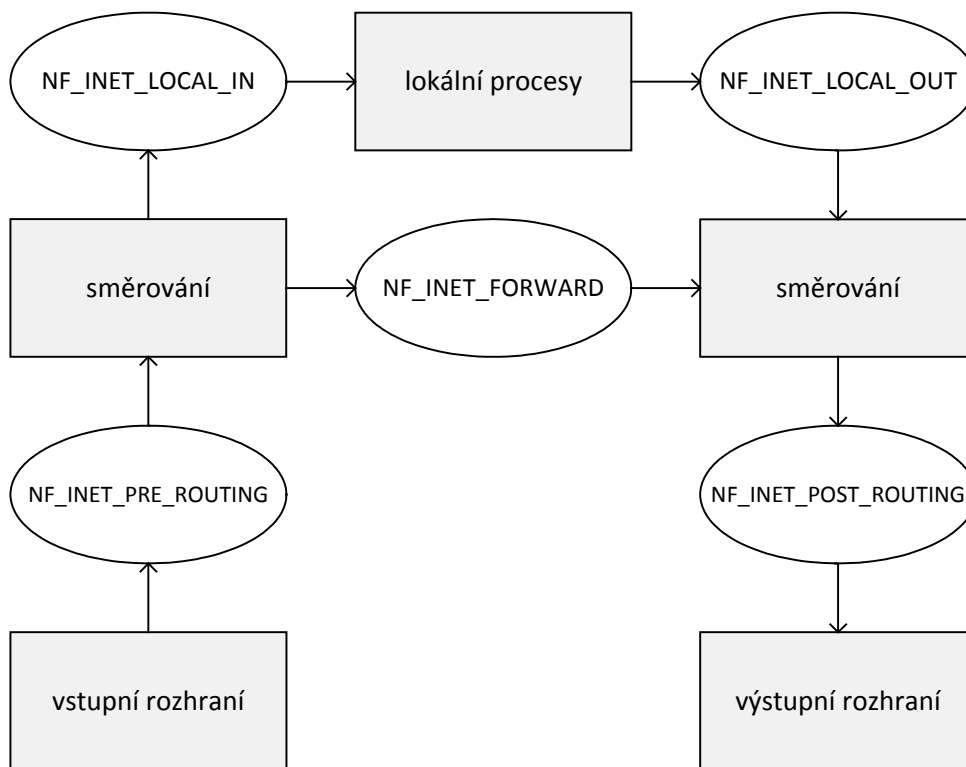 NF_INET_LOCAL_IN
lokální procesy
NF_INET_LOCAL_OUT
směrování
NF_INET_FORWARD
směrování
NF_INET_PRE_ROUTING
NF_INET_POST_ROUTING
vstupní rozhraní
výstupní rozhraní